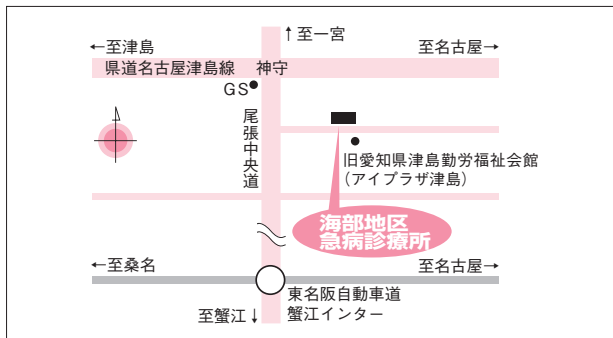 ↑至一宮
←至津島
至名古屋→
県道名古屋津島線 神守
GS
尾張中央道
旧愛知県津島勤労福祉会館
(アイプラザ津島)
海部地区
急病診療所
←至桑名
至名古屋→
東名阪自動車道
蟹江インター
至蟹江↓